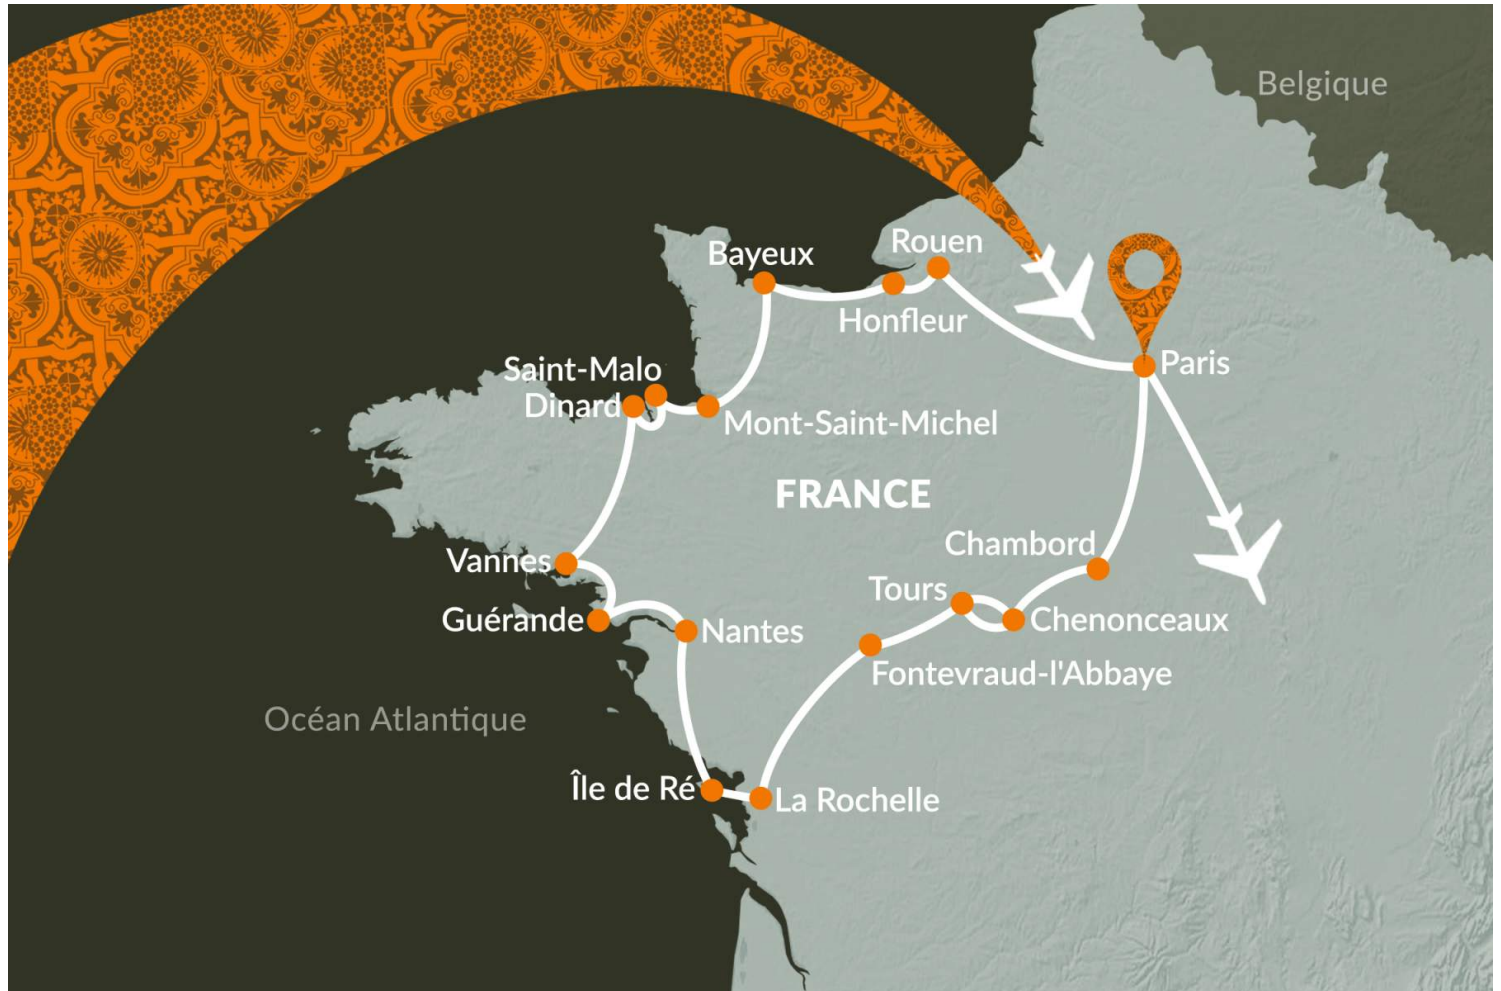 Belgique
Rouen
Bayeux
Honfleur
Paris
Saint-Malo
Dinard
Mont-Saint-Michel
FRANCE
Chambord
Vannes
Tours
Guérande
Nantes
Chenonceaux
Fontevraud-l'Abbaye
Océan Atlantique
Île de Ré
La Rochelle